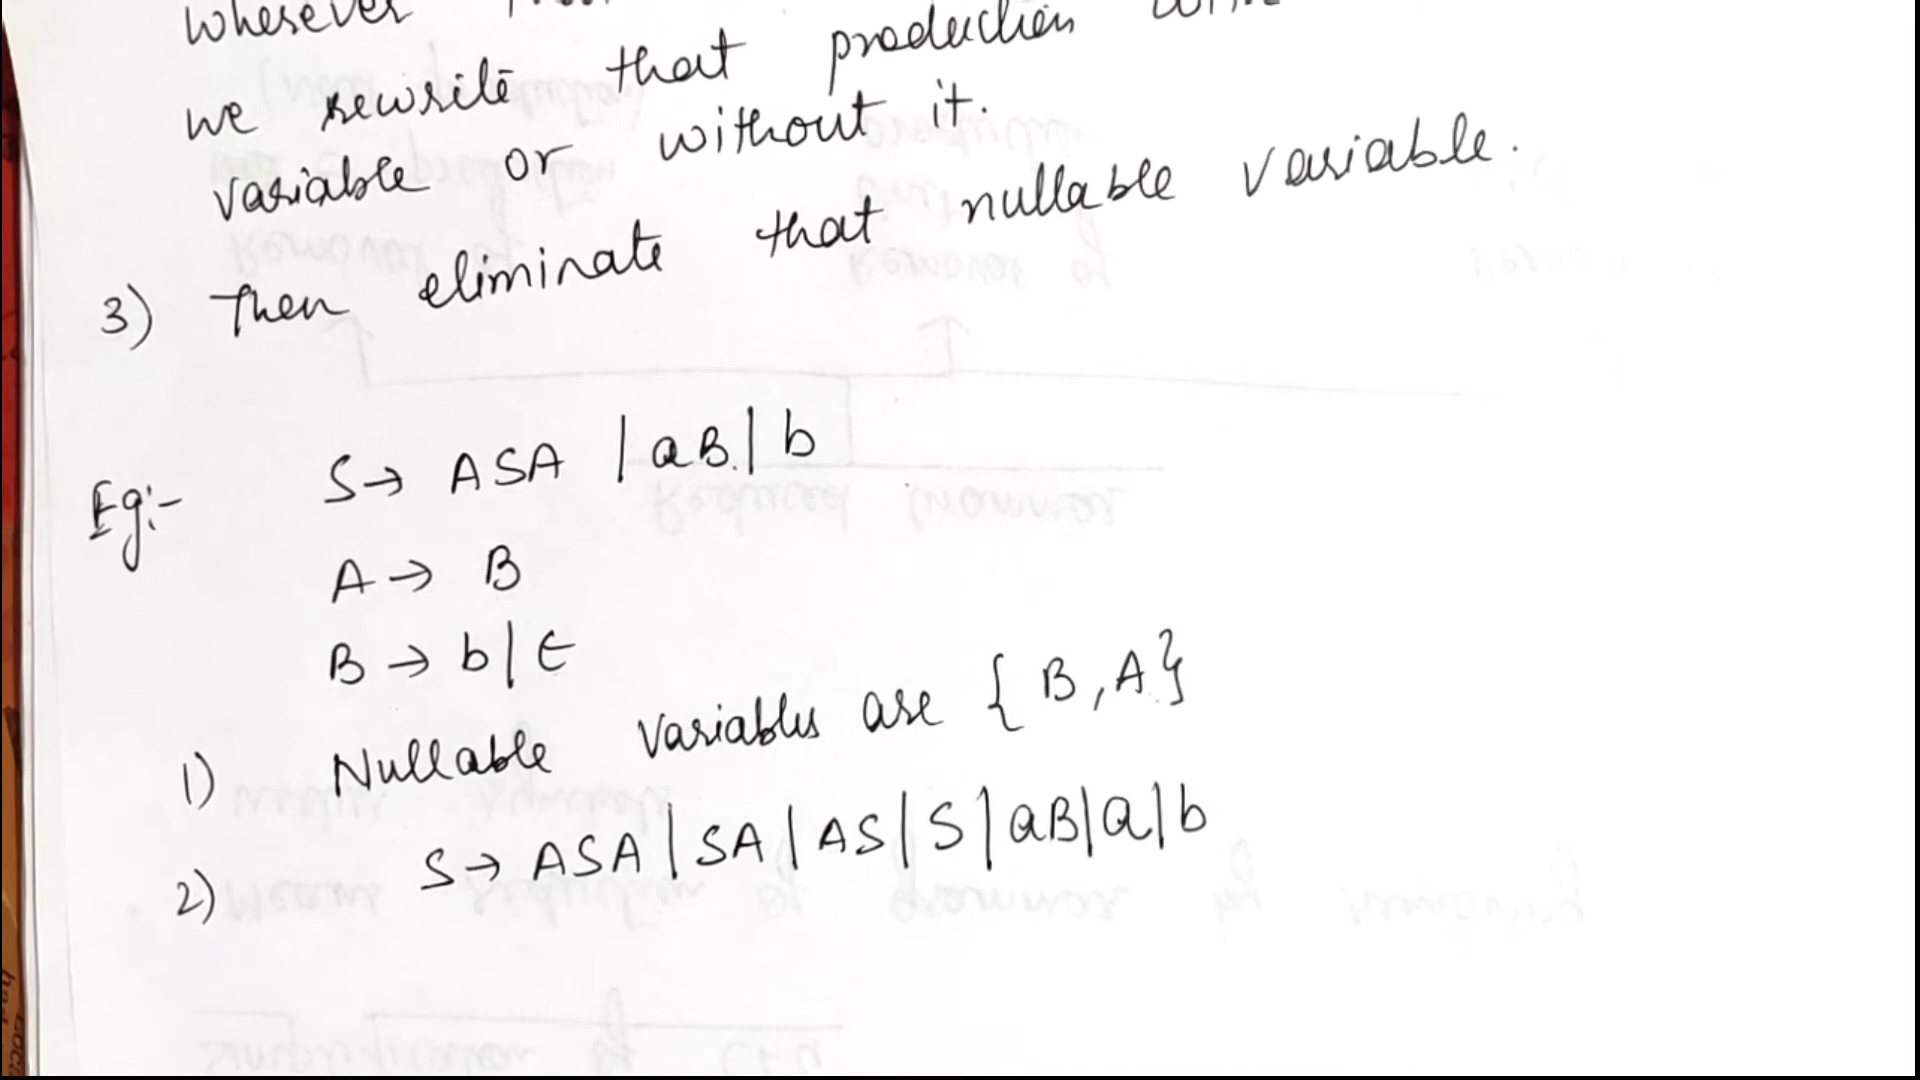 wherever
we rewrite that production
variable or without it.
3) Then eliminate that nullable variable.
Eg:- S → ASA | aB | b
A → B
B → b | ε
1) Nullable variables are { B, A }
2) S → ASA | SA | AS | S | aB | a | b